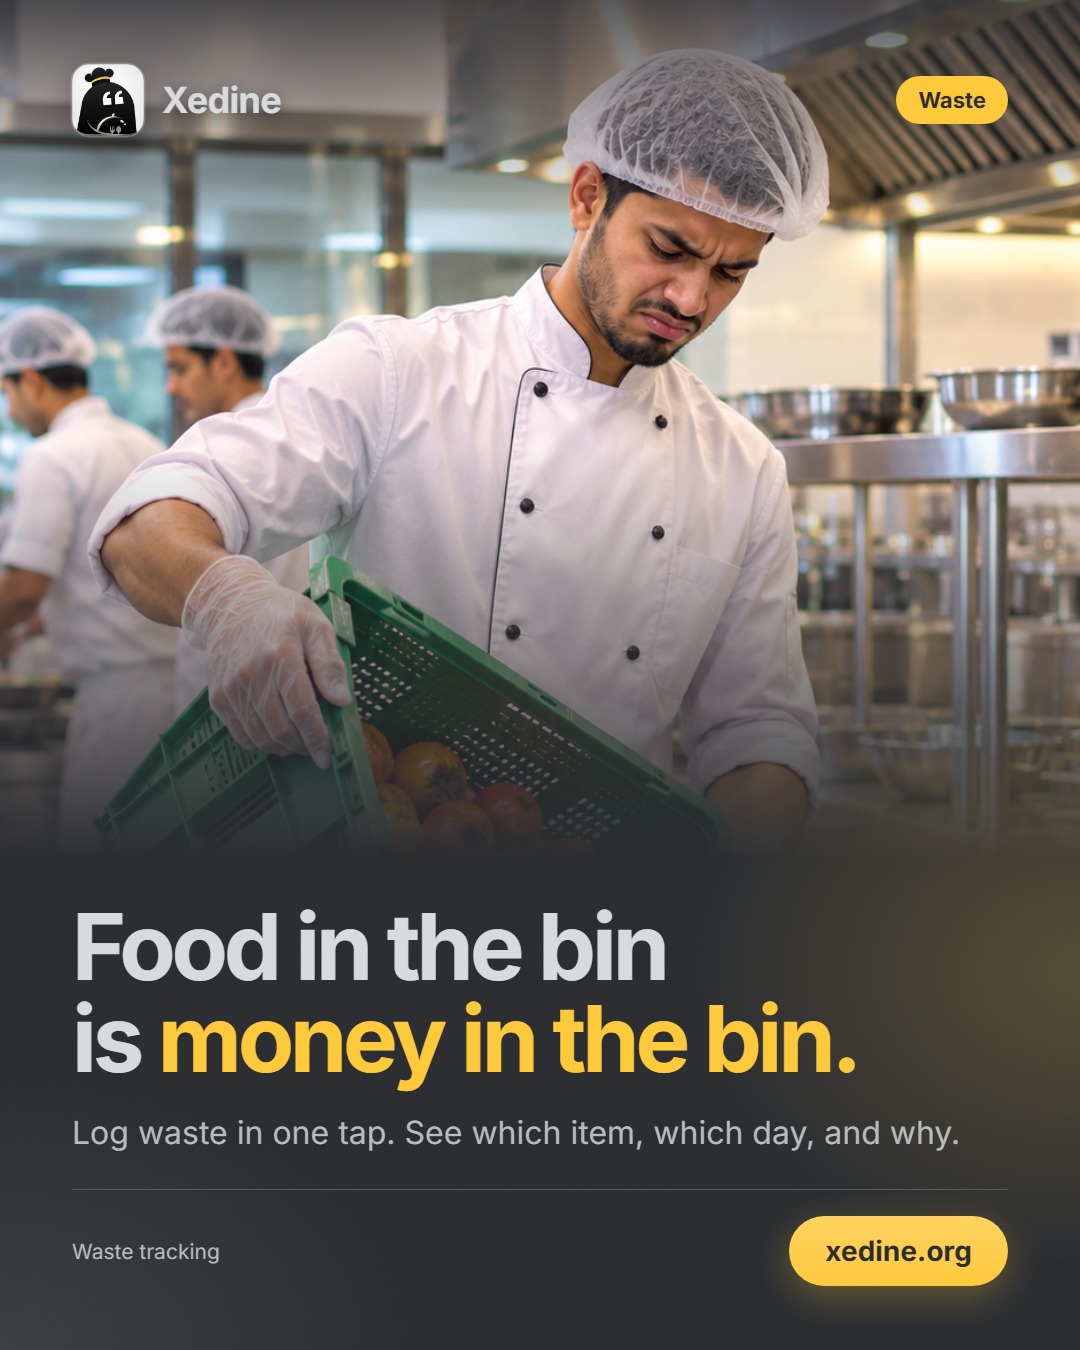 Xedine
Waste
Food in the bin
is money in the bin.
Log waste in one tap. See which item, which day, and why.
Waste tracking
xedine.org